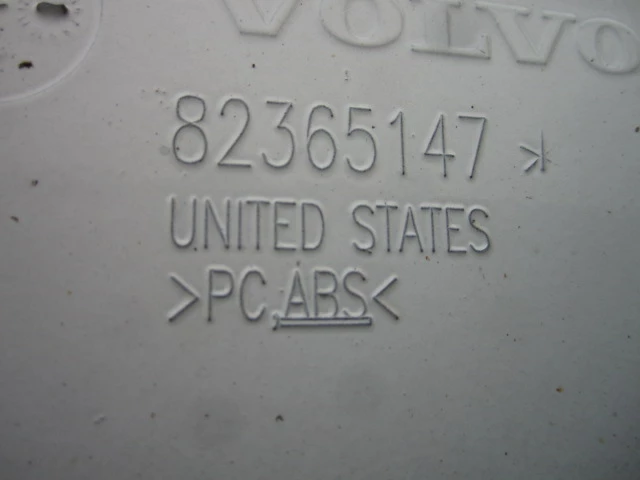 VOLVO
82365147 >*
UNITED STATES
>PC,ABS<